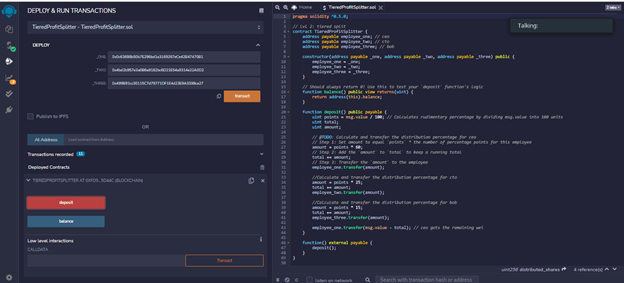 DEPLOY & RUN TRANSACTIONS
TieredProfitSplitter - TieredProfitSplitter.sol
DEPLOY
_ONE:
_TWO:
_THREE:
transact
Publish to IPFS
OR
At Address
Load contract from Address
Transactions recorded
Deployed Contracts
TIEREDPROFITSPLITTER AT (BLOCKCHAIN)
deposit
balance
Low level interactions
CALLDATA
Transact
Home
TieredProfitSplitter.sol
Talking:
pragma solidity ^0.5.0;
// lvl 2: tiered split
contract TieredProfitSplitter {
address payable employee_one; // ceo
address payable employee_two; // cto
address payable employee_three; // bob
constructor(address payable _one, address payable _two, address payable _three) public {
employee_one = _one;
employee_two = _two;
employee_three = _three;
}
// Should always return 0! Use this to test your `deposit` function's logic
function balance() public view returns(uint) {
return address(this).balance;
}
function deposit() public payable {
uint points = msg.value / 100; // Calculates rudimentary percentage by dividing msg.value into 100 units
uint total;
uint amount;
// @TODO: Calculate and transfer the distribution percentage for ceo
// Step 1: Set amount to equal `points` * the number of percentage points for this employee
amount = points * 60;
// Step 2: Add the `amount` to `total` to keep a running total
total += amount;
// Step 3: Transfer the `amount` to the employee
employee_one.transfer(amount);
//Calculate and transfer the distribution percentage for cto
amount = points * 25;
total += amount;
employee_two.transfer(amount);
//Calculate and transfer the distribution percentage for bob
amount = points * 15;
total += amount;
employee_three.transfer(amount);
employee_one.transfer(msg.value - total); // ceo gets the remaining wei
}
function() external payable {
deposit();
}
}
uint256 distributed_shares
4 reference(s)
listen on network
Search with transaction hash or address